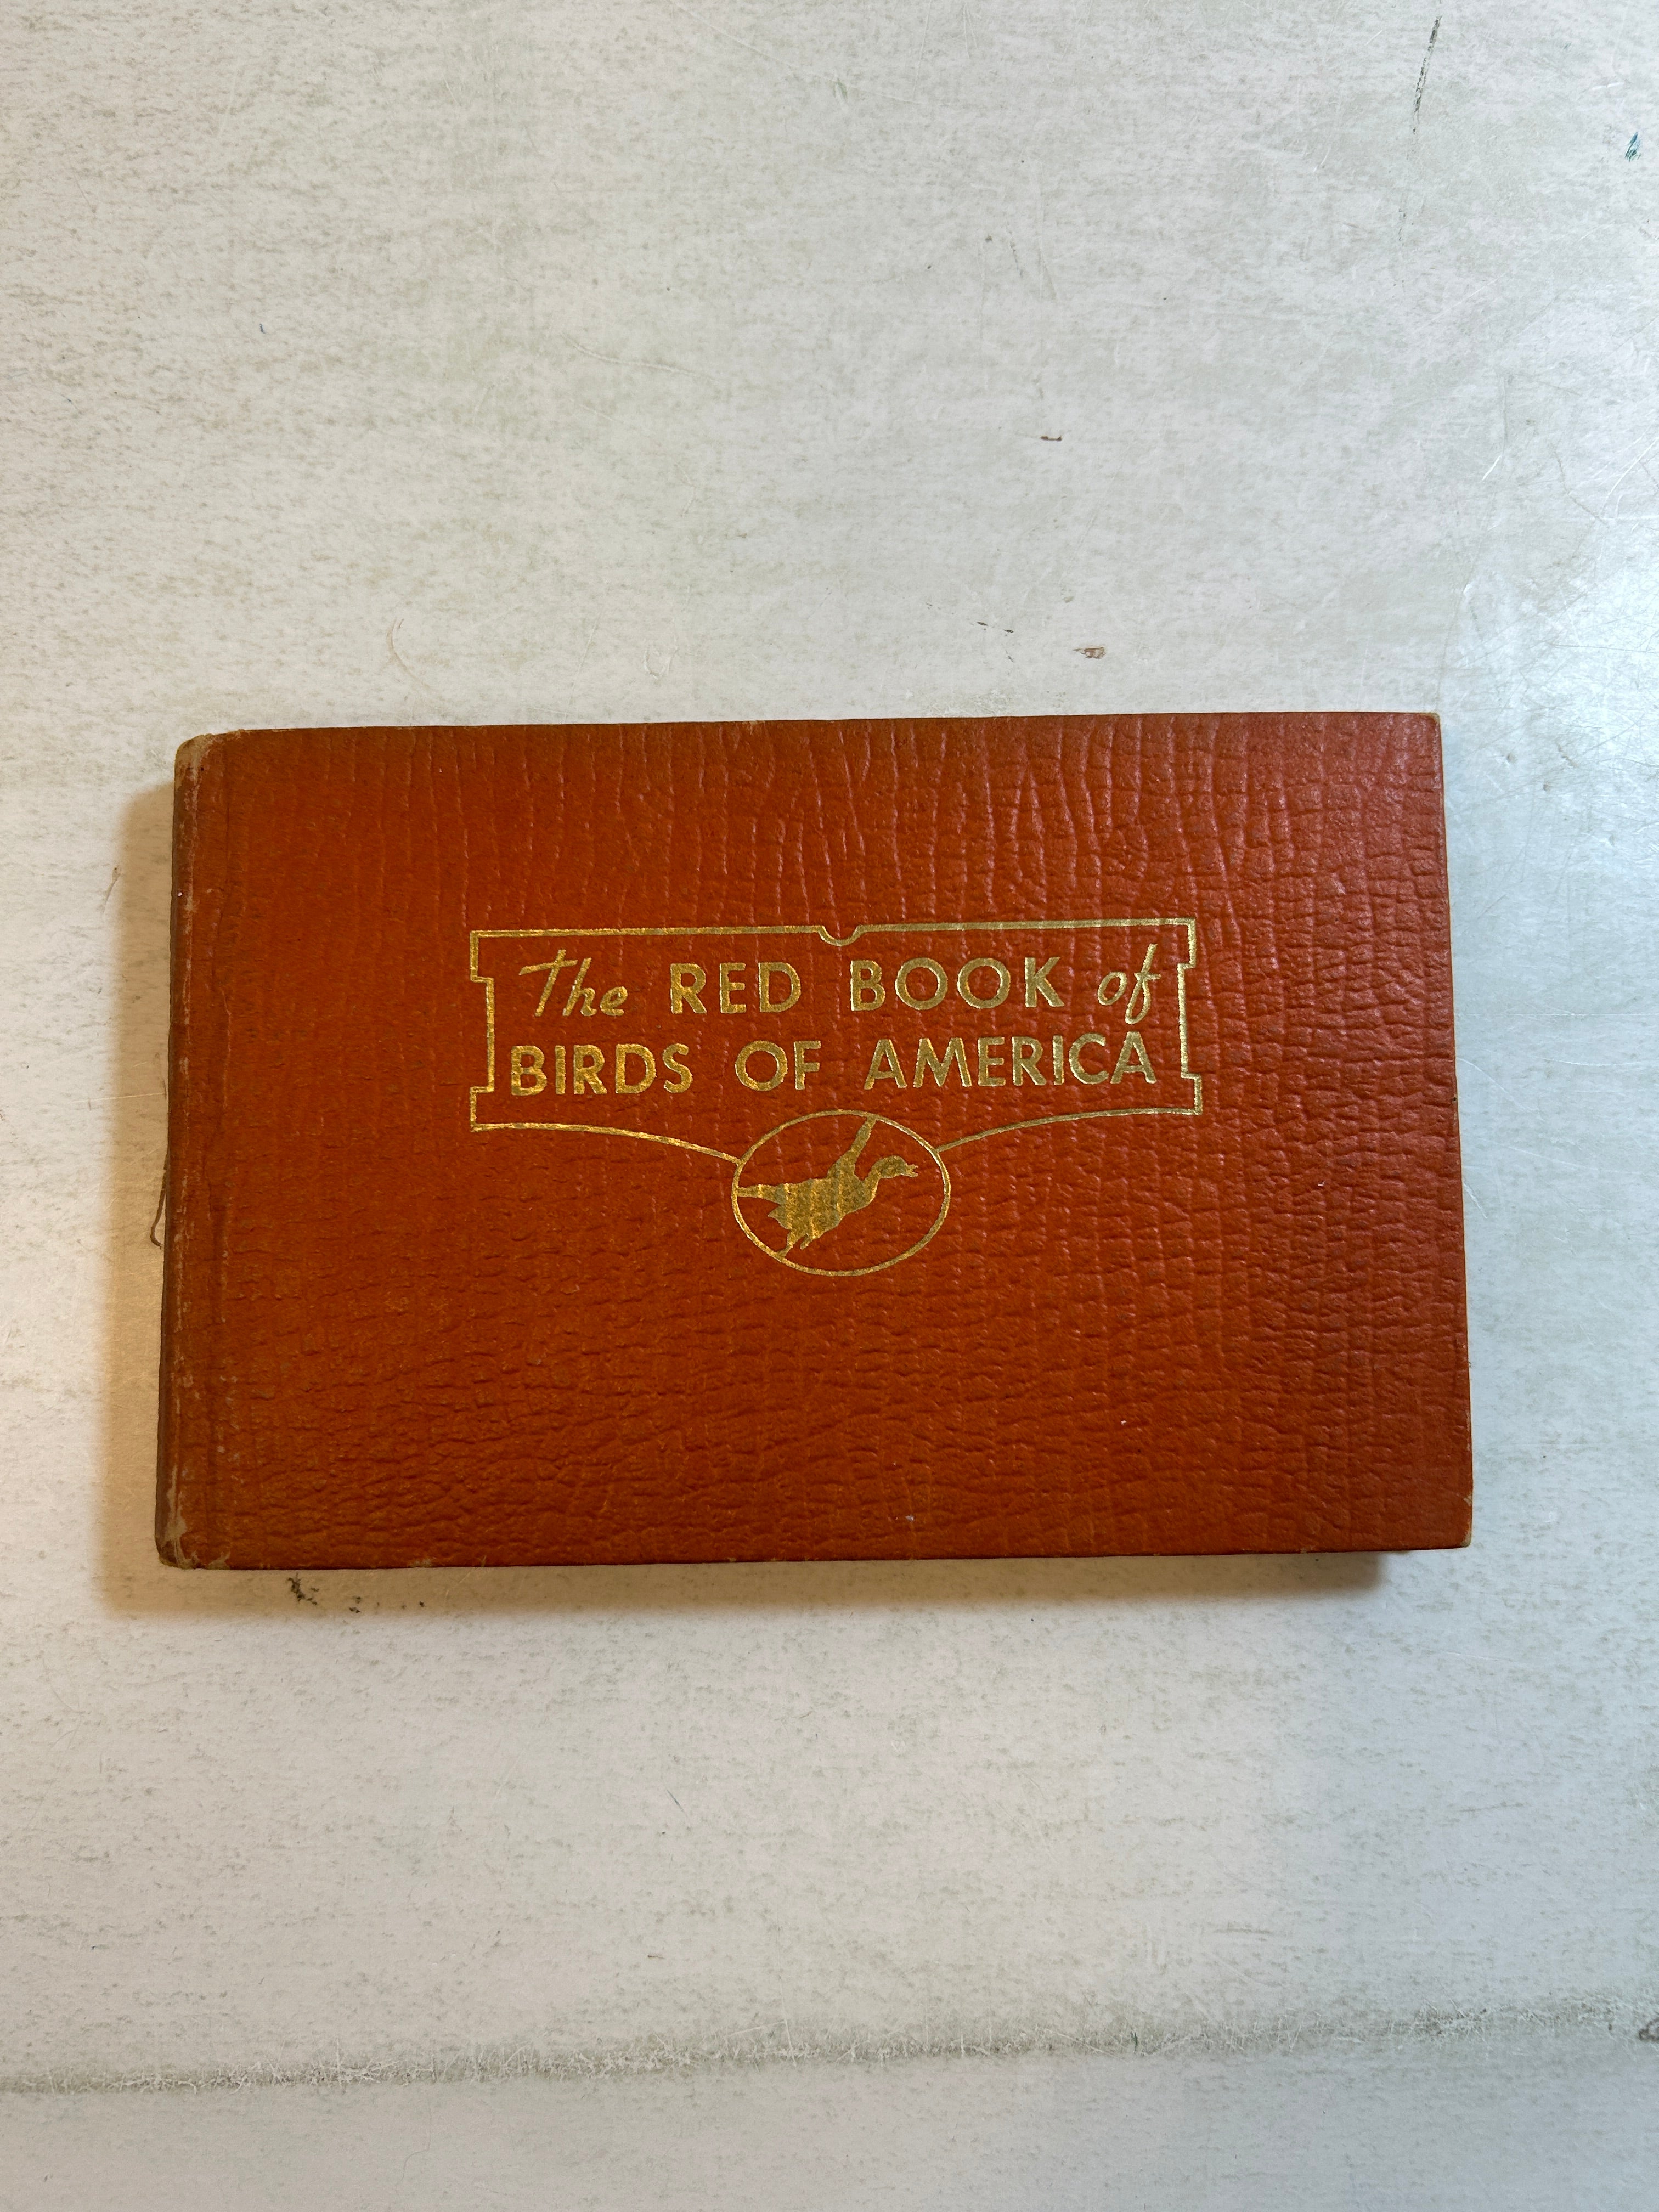 The RED BOOK of
BIRDS OF AMERICA